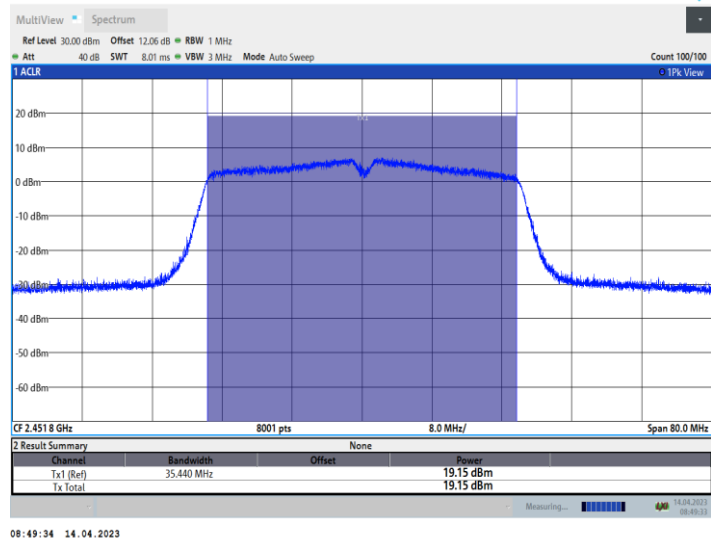 MultiView Spectrum
Ref Level 30.00 dBm Offset 12.06 dB RBW 1 MHz
Att 40 dB SWT 8.01 ms VBW 3 MHz Mode Auto Sweep Count 100/100
1 ACLR 1Pk View
Tx1
20 dBm
10 dBm
0 dBm
-10 dBm
-20 dBm
-30 dBm
-40 dBm
-50 dBm
-60 dBm
CF 2.4518 GHz 8001 pts 8.0 MHz/ Span 80.0 MHz
2 Result Summary None
Channel Bandwidth Offset Power
Tx1 (Ref) 35.440 MHz 19.15 dBm
Tx Total 19.15 dBm
Measuring... 14.04.2023
08:49:33
08:49:34 14.04.2023